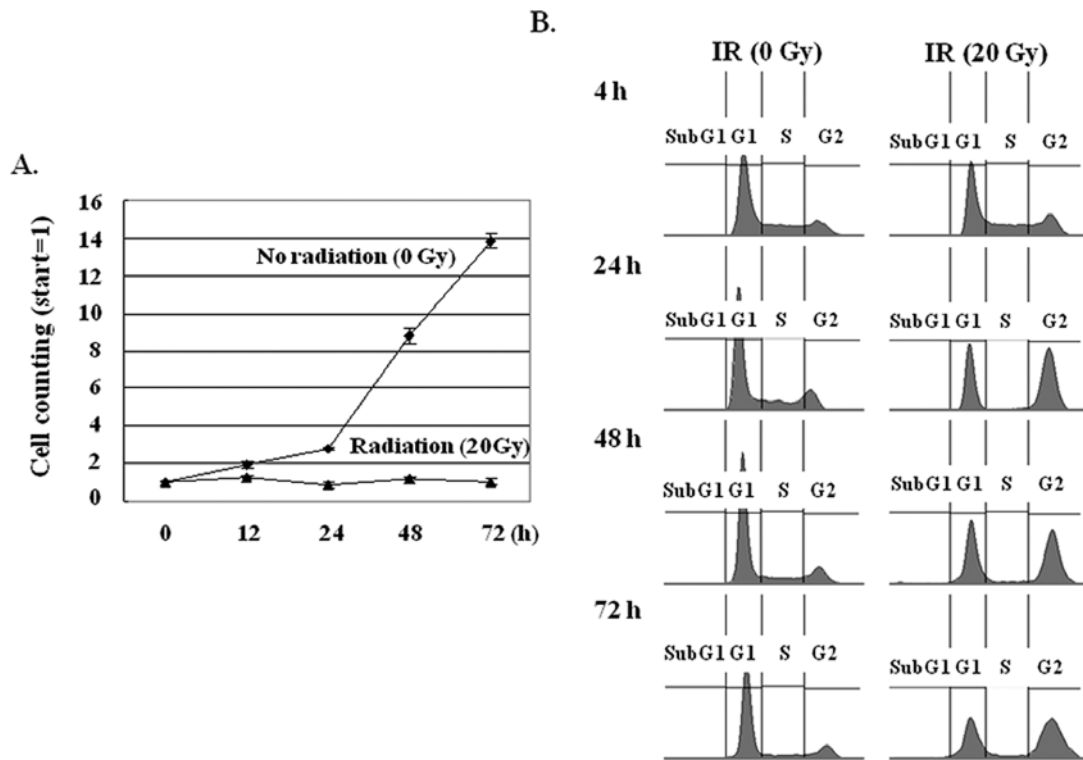 A.
Cell counting (start=1)
16
14
12
10
8
6
4
2
0
No radiation (0 Gy)
Radiation (20Gy)
0 12 24 48 72 (h)
B.
IR (0 Gy) IR (20 Gy)
4 h
SubG1 G1 S G2 SubG1 G1 S G2
24 h
SubG1 G1 S G2 SubG1 G1 S G2
48 h
SubG1 G1 S G2 SubG1 G1 S G2
72 h
SubG1 G1 S G2 SubG1 G1 S G2